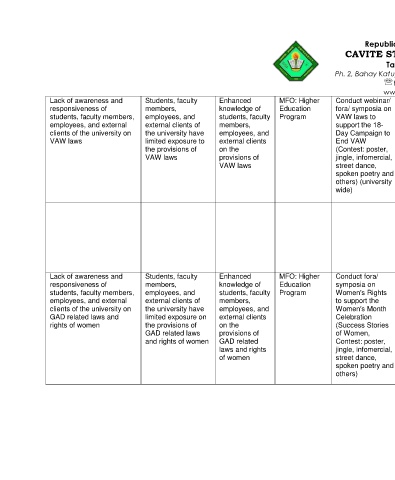 Republi
CAVITE ST
Ta
Ph. 2, Bahay Katu
www
Lack of awareness and
responsiveness of
students, faculty members,
employees, and external
clients of the university on
VAW laws
Students, faculty
members,
employees, and
external clients of
the university have
limited exposure to
the provisions of
VAW laws
Enhanced
knowledge of
students, faculty
members,
employees, and
external clients
on the
provisions of
VAW laws
MFO: Higher
Education
Program
Conduct webinar/
fora/ symposia on
VAW laws to
support the 18-
Day Campaign to
End VAW
(Contest: poster,
jingle, infomercial,
street dance,
spoken poetry and
others) (university
wide)
Lack of awareness and
responsiveness of
students, faculty members,
employees, and external
clients of the university on
GAD related laws and
rights of women
Students, faculty
members,
employees, and
external clients of
the university have
limited exposure on
the provisions of
GAD related laws
and rights of women
Enhanced
knowledge of
students, faculty
members,
employees, and
external clients
on the
provisions of
GAD related
laws and rights
of women
MFO: Higher
Education
Program
Conduct fora/
symposia on
Women's Rights
to support the
Women's Month
Celebration
(Success Stories
of Women,
Contest: poster,
jingle, infomercial,
street dance,
spoken poetry and
others)